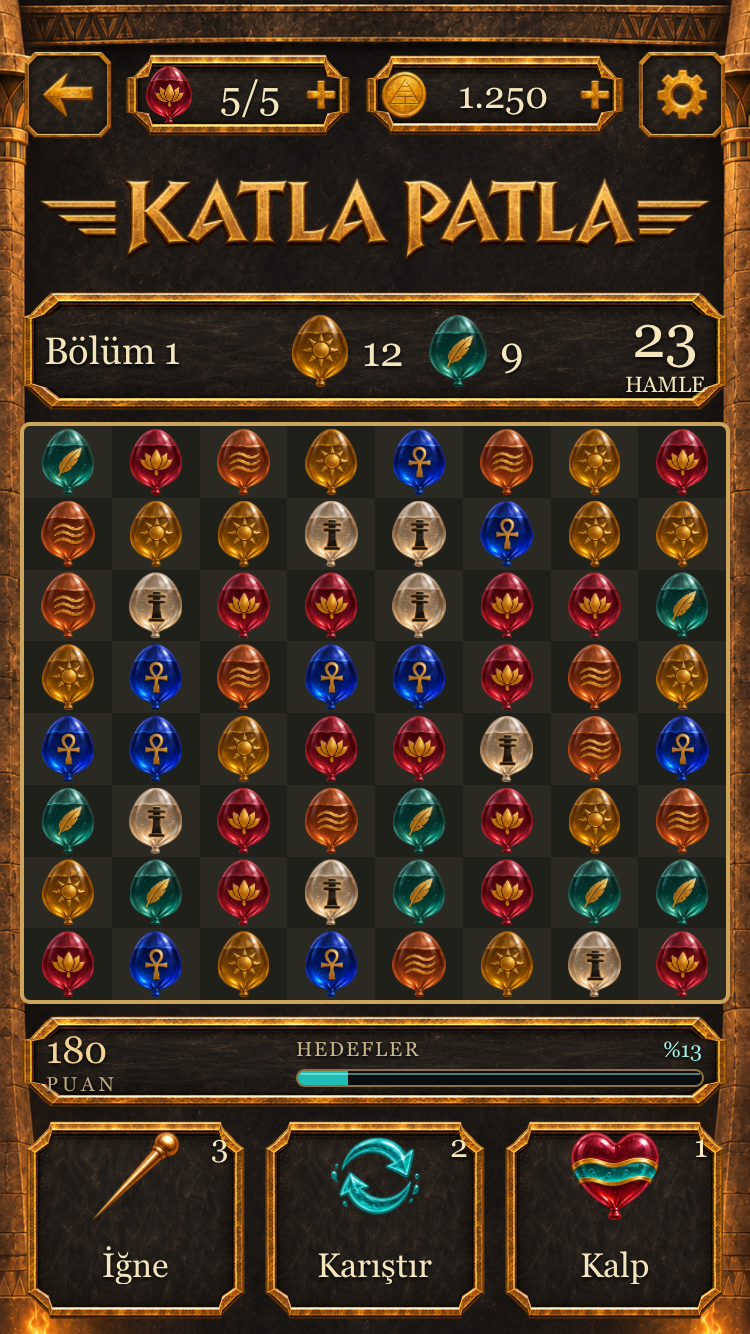 5/5
1.250
KATLA PATLA
Bölüm 1
12
9
23
HAMLE
180
PUAN
HEDEFLER
%13
3
2
1
İğne
Karıştır
Kalp